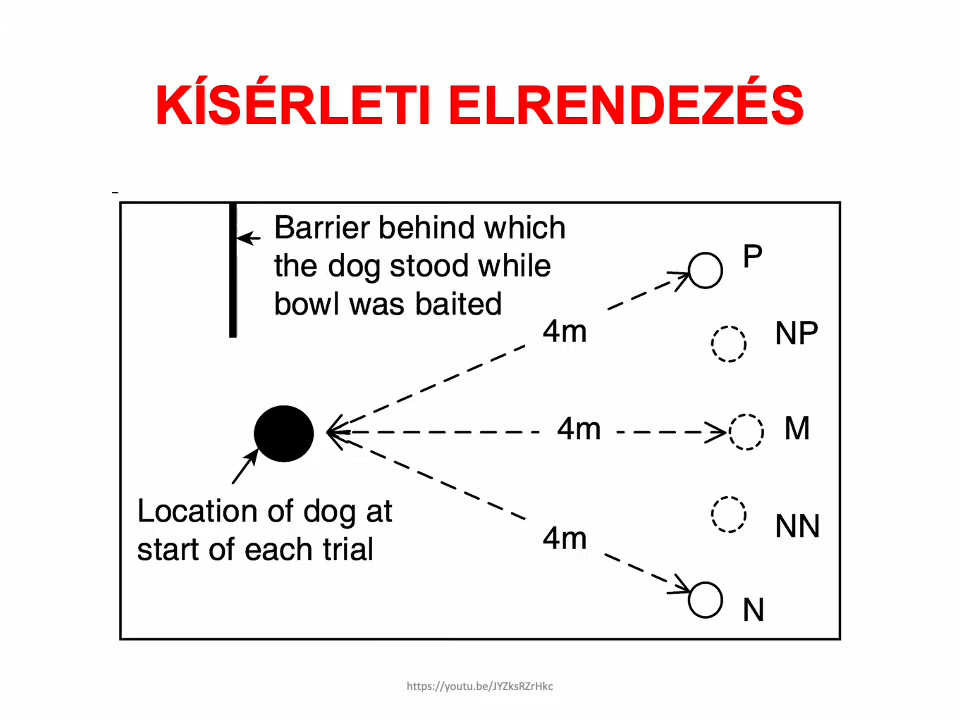 KÍSÉRLETI ELRENDEZÉS
Barrier behind which
the dog stood while
bowl was baited
P
4m
NP
4m
M
Location of dog at
start of each trial
4m
NN
N
https://youtu.be/JYZksRZrHkc